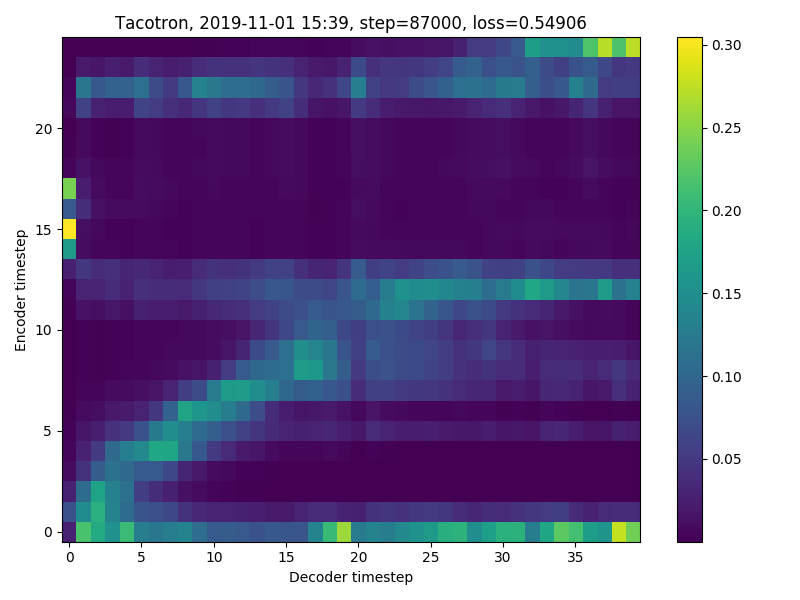 Tacotron, 2019-11-01 15:39, step=87000, loss=0.54906
0.30
0.25
0.20
0.15
0.10
0.05
20
15
10
5
0
Encoder timestep
0 5 10 15 20 25 30 35
Decoder timestep